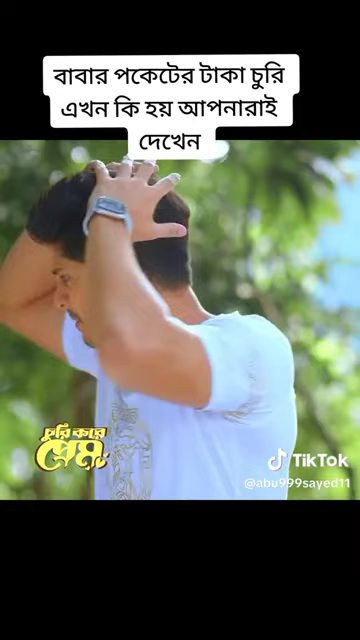 বাবার পকেটের টাকা চুরি
এখন কি হয় আপনারাই
দেখেন
চুরি করে
প্রেম
TikTok
@abu999sayed11